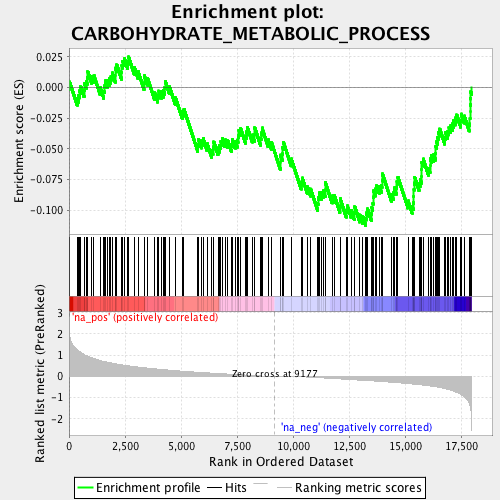 Enrichment plot:
CARBOHYDRATE_METABOLIC_PROCESS
Enrichment score (ES)
0.025
0.000
-0.025
-0.050
-0.075
-0.100
'na_pos' (positively correlated)
Ranked list metric (PreRanked)
3
2
1
0
-1
-2
Zero cross at 9177
'na_neg' (negatively correlated)
0
2,500
5,000
7,500
10,000
12,500
15,000
17,500
Rank in Ordered Dataset
Enrichment profile
Hits
Ranking metric scores